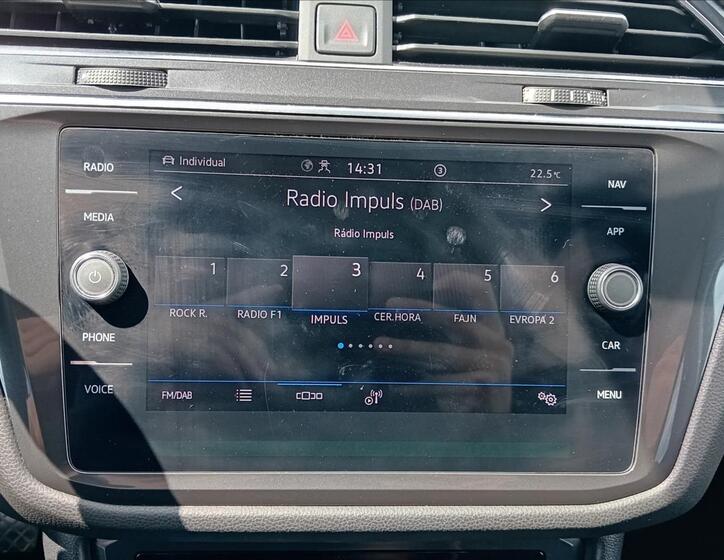 RADIO
MEDIA
PHONE
VOICE
Individual
14:31
3
22.5°C
Radio Impuls (DAB)
Rádio Impuls
1 2 3 4 5 6
ROCK R. RADIO F1 IMPULS CER.HORA FAJN EVROPA 2
FM/DAB
NAV
APP
CAR
MENU